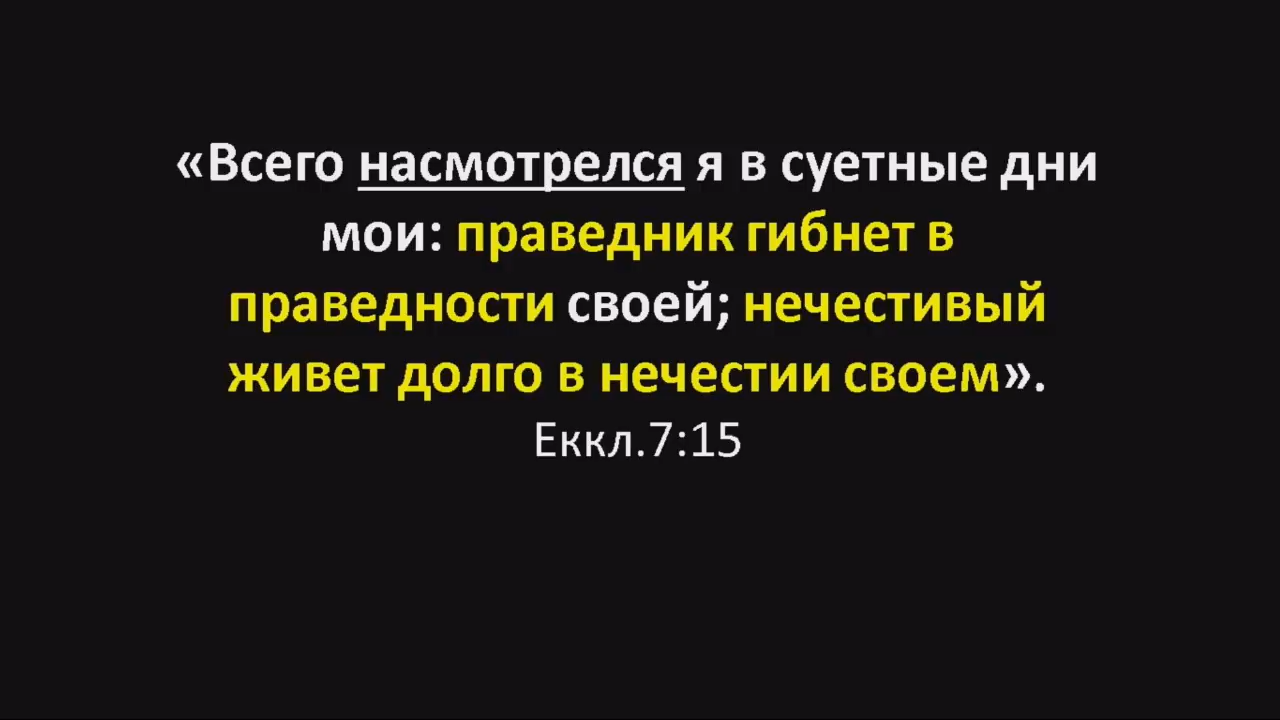 «Всего насмотрелся я в суетные дни
мои: праведник гибнет в
праведности своей; нечестивый
живет долго в нечестии своем».
Еккл.7:15